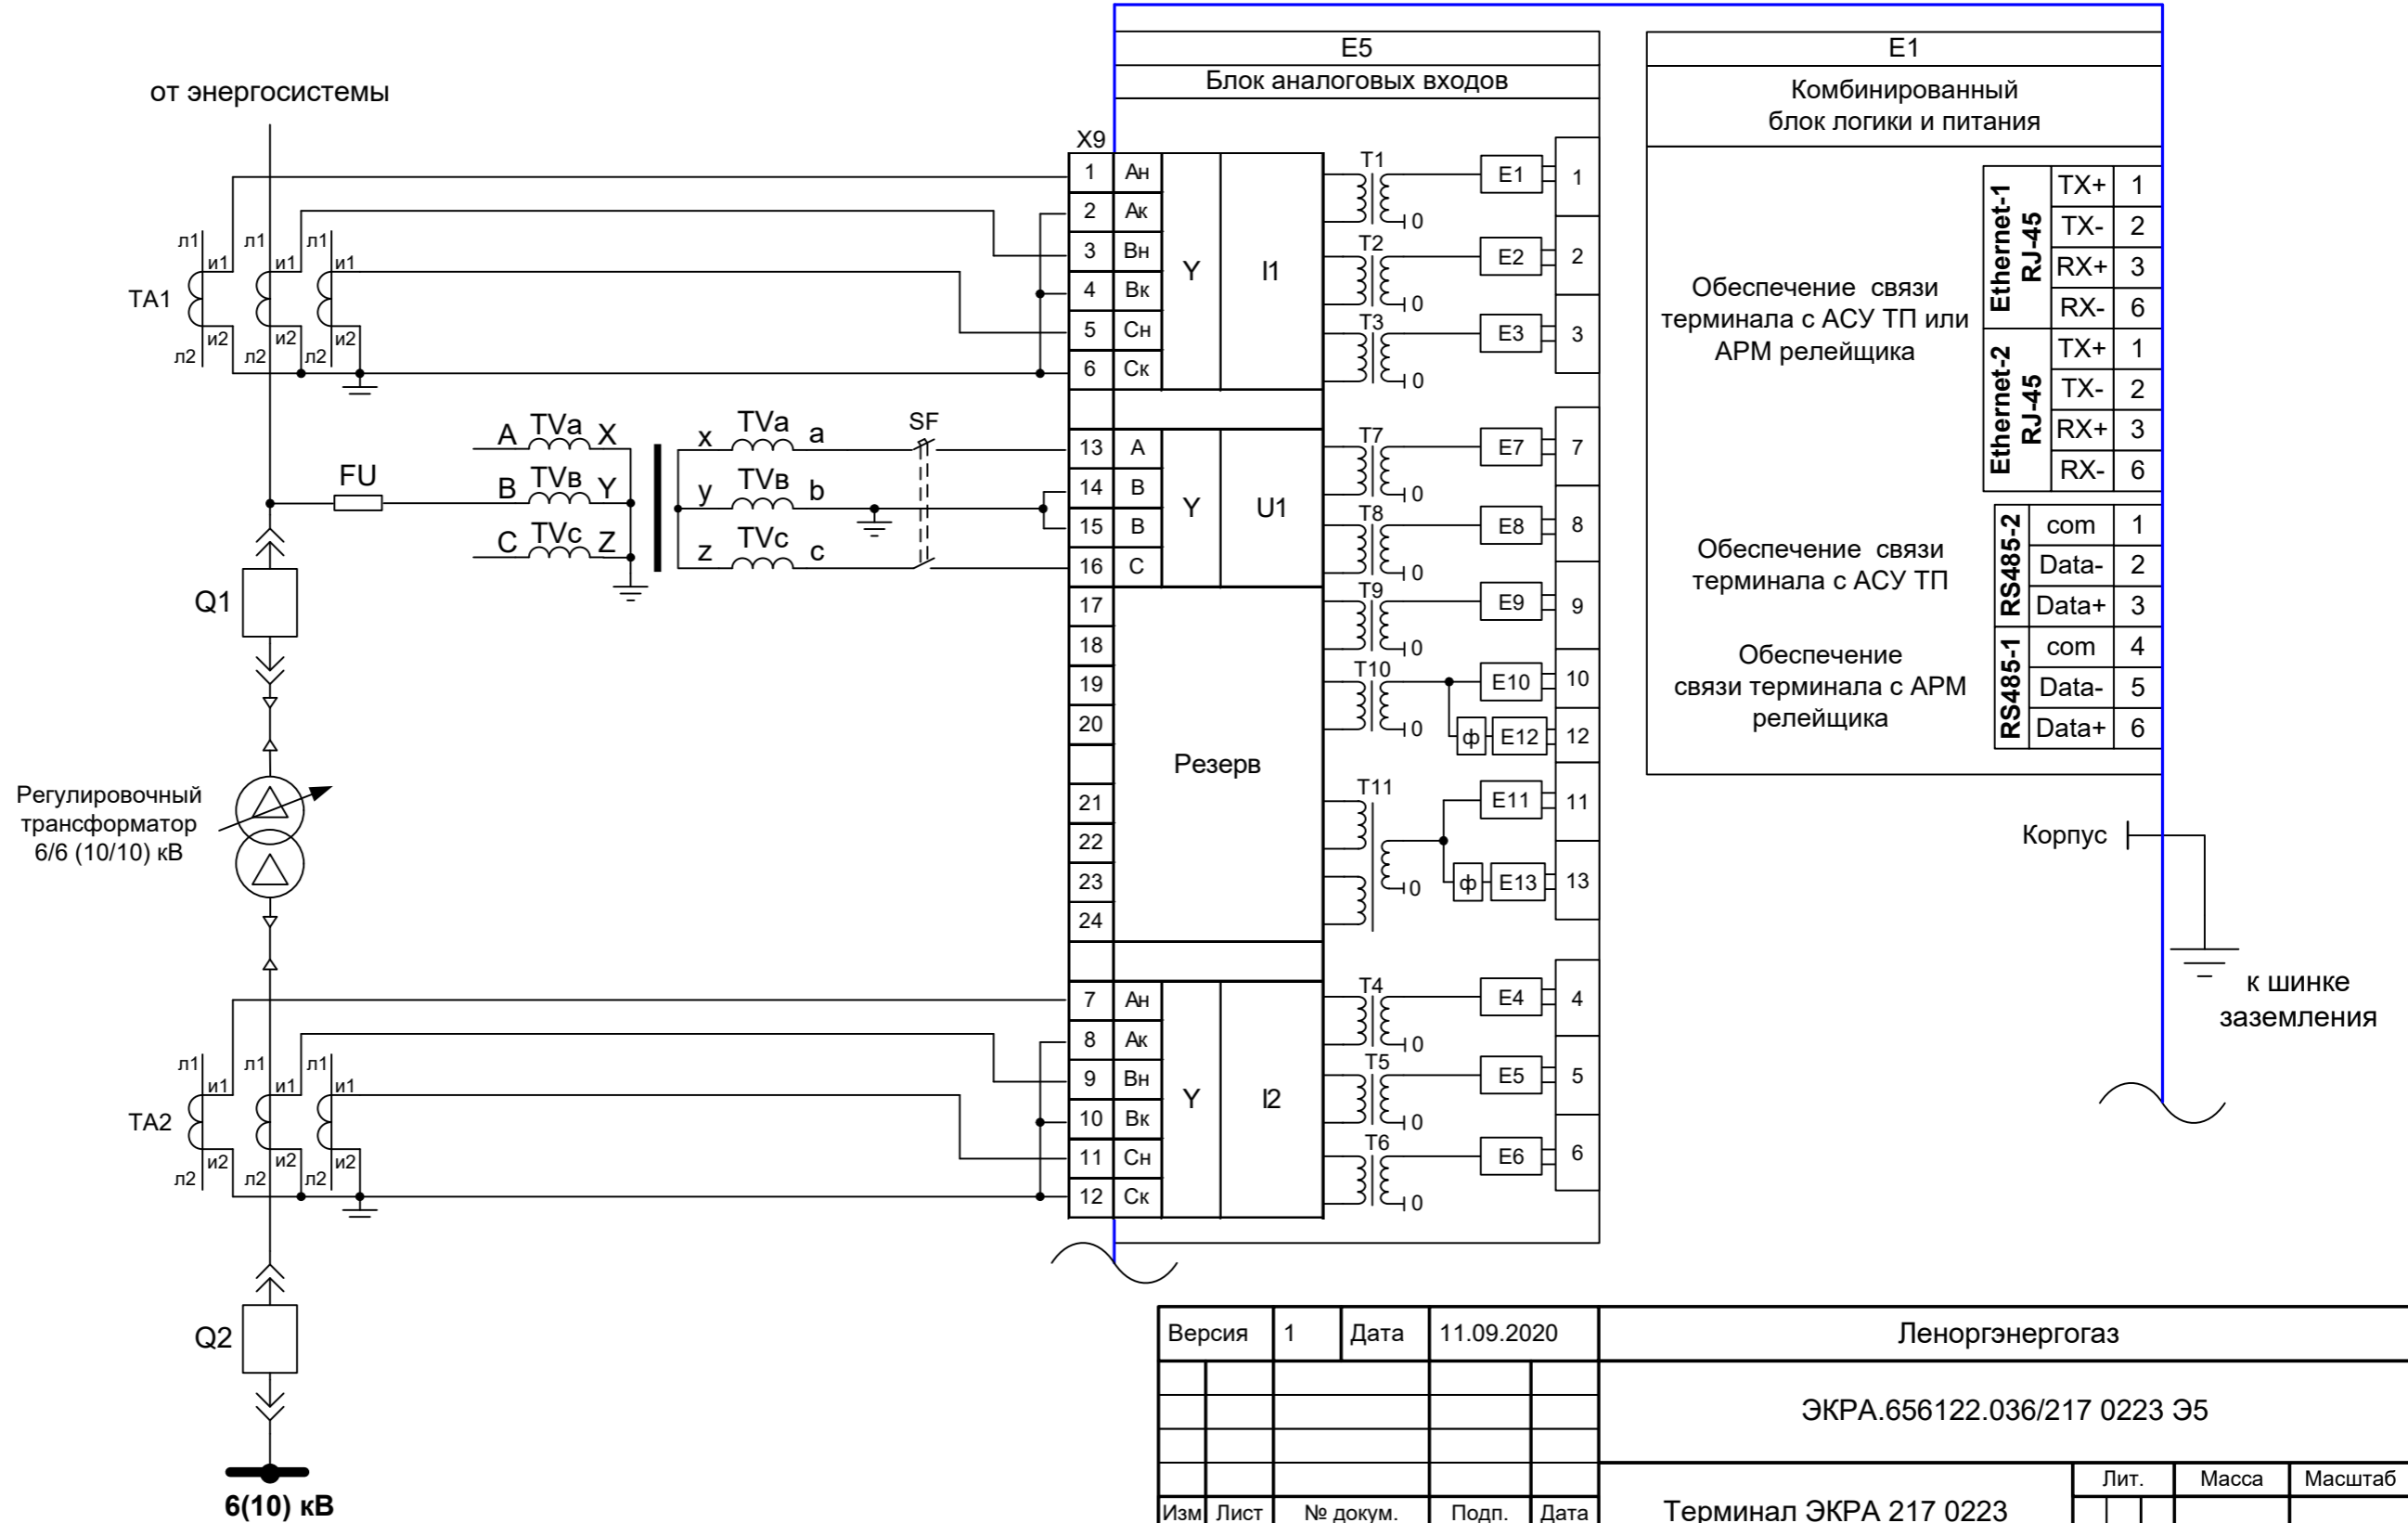 от энергосистемы
TA1
л1 л1 л1
и1 и1 и1
и2 и2 и2
л2 л2 л2
FU
A TVa X
B TVв Y
C TVc Z
x TVa a
y TVв b
z TVc c
SF
Q1
Регулировочный
трансформатор
6/6 (10/10) кВ
TA2
л1 л1 л1
и1 и1 и1
и2 и2 и2
л2 л2 л2
Q2
6(10) кВ
E5
Блок аналоговых входов
X9
1 Ан
2 Ак
3 Вн
4 Вк
5 Сн
6 Ск
Y I1
13 A
14 B
15 B
16 C
Y U1
17
18
19
20
21
22
23
24
Резерв
7 Ан
8 Ак
9 Вн
10 Вк
11 Сн
12 Ск
Y I2
T1 0 E1 1
T2 0 E2 2
T3 0 E3 3
T7 0 E7 7
T8 0 E8 8
T9 0 E9 9
T10 0 E10 10
ф E12 12
T11 0 E11 11
ф E13 13
T4 0 E4 4
T5 0 E5 5
T6 0 E6 6
E1
Комбинированный
блок логики и питания
Обеспечение связи
терминала с АСУ ТП или
АРМ релейщика
Ethernet-1
RJ-45
TX+ 1
TX- 2
RX+ 3
RX- 6
Ethernet-2
RJ-45
TX+ 1
TX- 2
RX+ 3
RX- 6
Обеспечение связи
терминала с АСУ ТП
RS485-2
com 1
Data- 2
Data+ 3
Обеспечение
связи терминала с АРМ
релейщика
RS485-1
com 4
Data- 5
Data+ 6
Корпус
к шинке
заземления
Версия 1 Дата 11.09.2020
Леноргэнергогаз
ЭКРА.656122.036/217 0223 Э5
Изм Лист № докум. Подп. Дата
Терминал ЭКРА 217 0223
Лит. Масса Масштаб